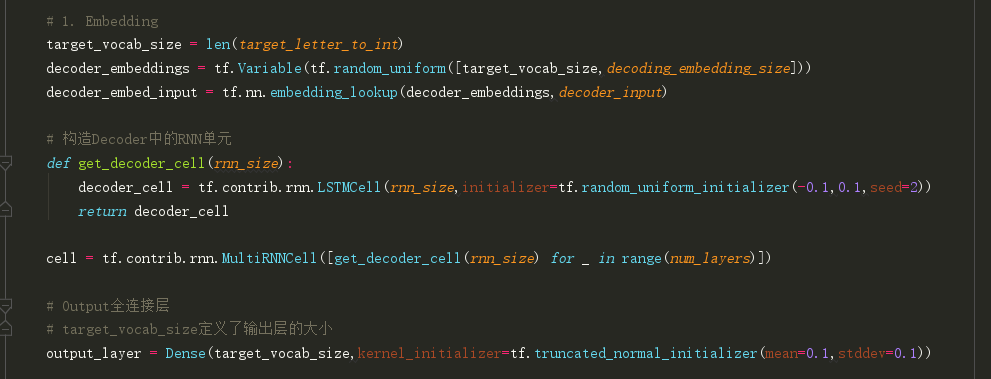 # 1. Embedding
target_vocab_size = len(target_letter_to_int)
decoder_embeddings = tf.Variable(tf.random_uniform([target_vocab_size,decoding_embedding_size]))
decoder_embed_input = tf.nn.embedding_lookup(decoder_embeddings,decoder_input)
# 构造Decoder中的RNN单元
def get_decoder_cell(rnn_size):
decoder_cell = tf.contrib.rnn.LSTMCell(rnn_size,initializer=tf.random_uniform_initializer(-0.1,0.1,seed=2))
return decoder_cell
cell = tf.contrib.rnn.MultiRNNCell([get_decoder_cell(rnn_size) for _ in range(num_layers)])
# Output全连接层
# target_vocab_size定义了输出层的大小
output_layer = Dense(target_vocab_size,kernel_initializer=tf.truncated_normal_initializer(mean=0.1,stddev=0.1))